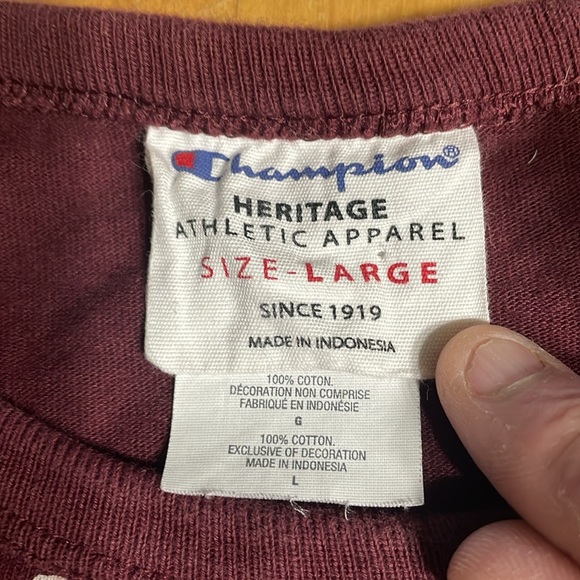 Champion®
HERITAGE
ATHLETIC APPAREL
SIZE-LARGE
SINCE 1919
MADE IN INDONESIA
100% COTON.
DÉCORATION NON COMPRISE
FABRIQUÉ EN INDONÉSIE
G
100% COTTON.
EXCLUSIVE OF DECORATION
MADE IN INDONESIA
L